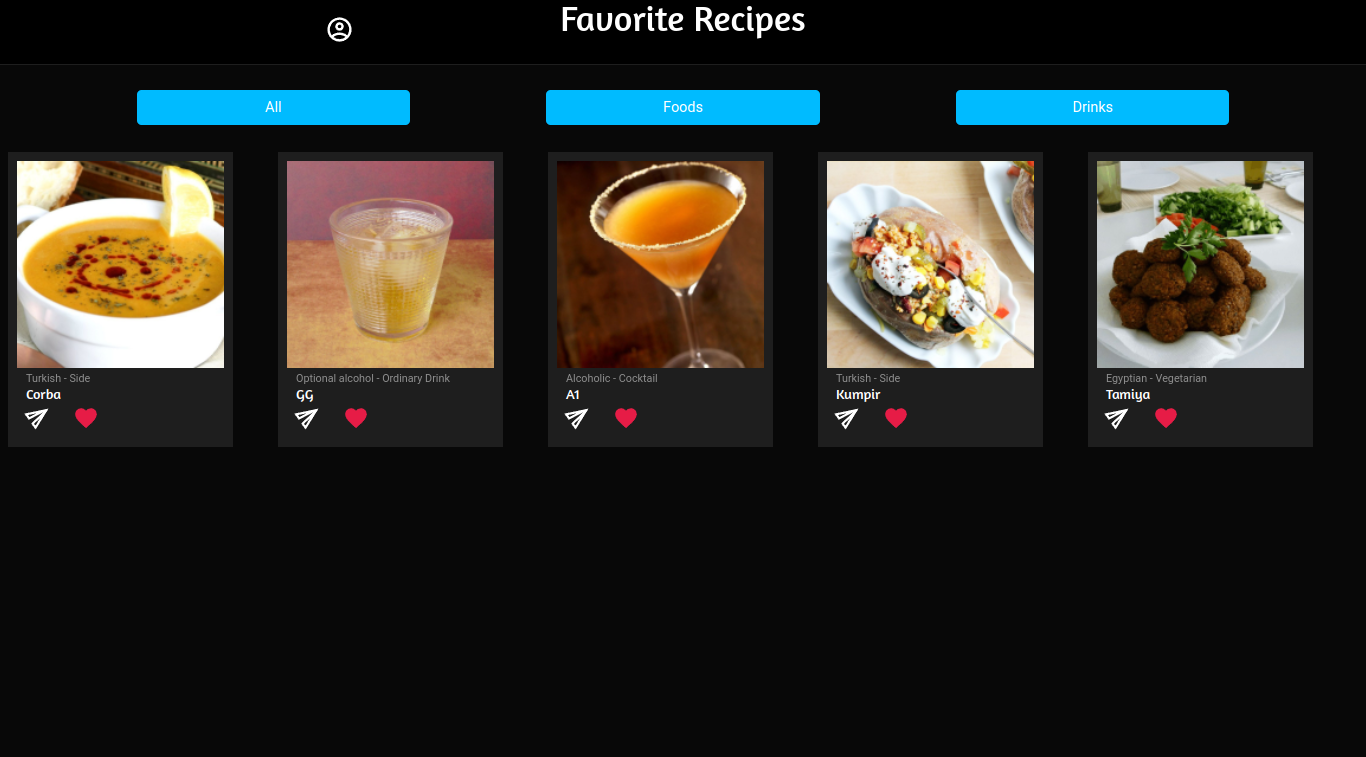 Favorite Recipes
All
Foods
Drinks
Turkish - Side
Corba
Optional alcohol - Ordinary Drink
GG
Alcoholic - Cocktail
A1
Turkish - Side
Kumpir
Egyptian - Vegetarian
Tamiya